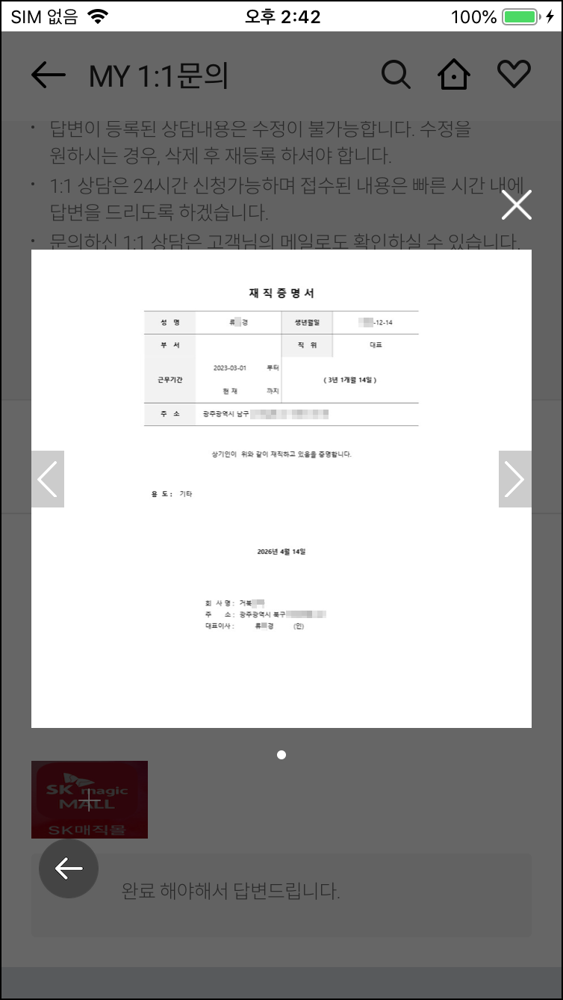 SIM 없음 오후 2:42 100%
MY 1:1문의
답변이 등록된 상담내용은 수정이 불가능합니다. 수정을
원하시는 경우, 삭제 후 재등록 하셔야 합니다.
1:1 상담은 24시간 신청가능하며 접수된 내용은 빠른 시간 내에
답변을 드리도록 하겠습니다.
문의하신 1:1 상담은 고객님의 메일로도 확인하실 수 있습니다.
재직증명서
성 명 류 경 생년월일 -12-14
부 서 직 위 대표
근무기간 2023-03-01 부터 ( 3년 1개월 14일 )
현 재 까지
주 소 광주광역시 남구
상기인이 위와 같이 재직하고 있음을 증명합니다.
용 도 : 기타
2026년 4월 14일
회 사 명 : 거북
주 소 : 광주광역시 북구
대표이사 : 류 경 (인)
SK magic
MALL
SK매직몰
완료 해야해서 답변드립니다.